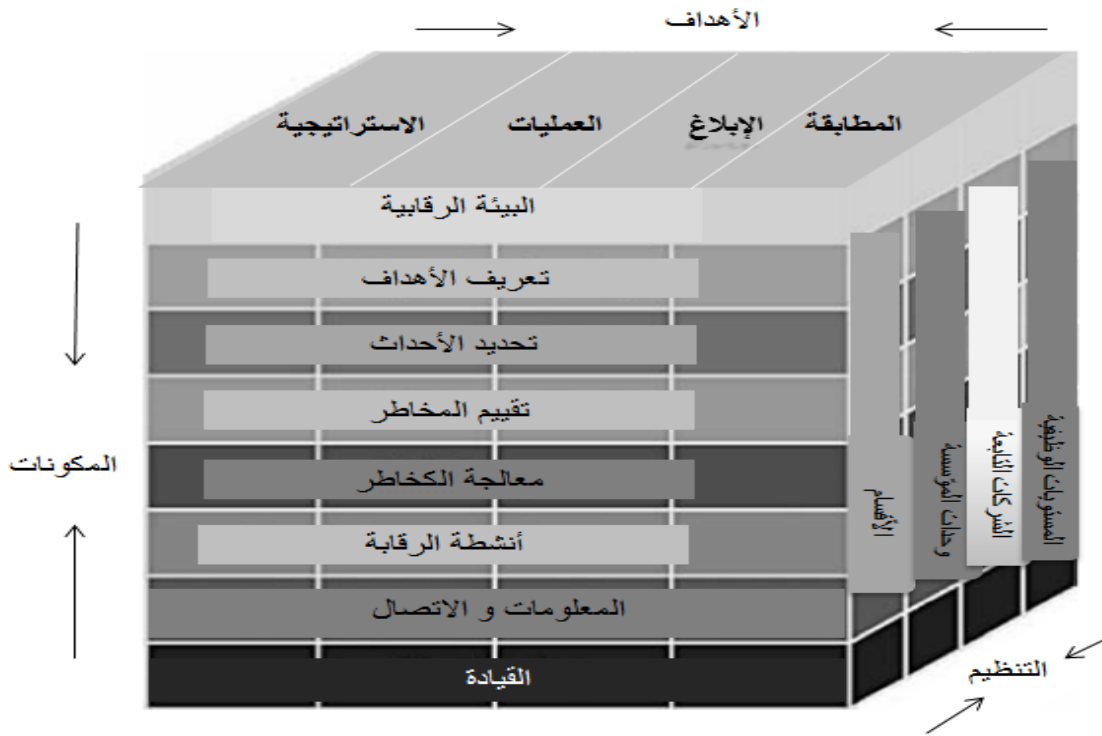 الأهداف
الاستراتيجية العمليات الإبلاغ المطابقة
البيئة الرقابية
تعريف الأهداف
تحديد الأحداث
تقييم المخاطر
معالجة الكخاطر
أنشطة الرقابة
المعلومات و الاتصال
القيادة
المكونات
الأقسام
وحدات المؤسسة
الشركات التابعة
المستويات الوظيفية
التنظيم